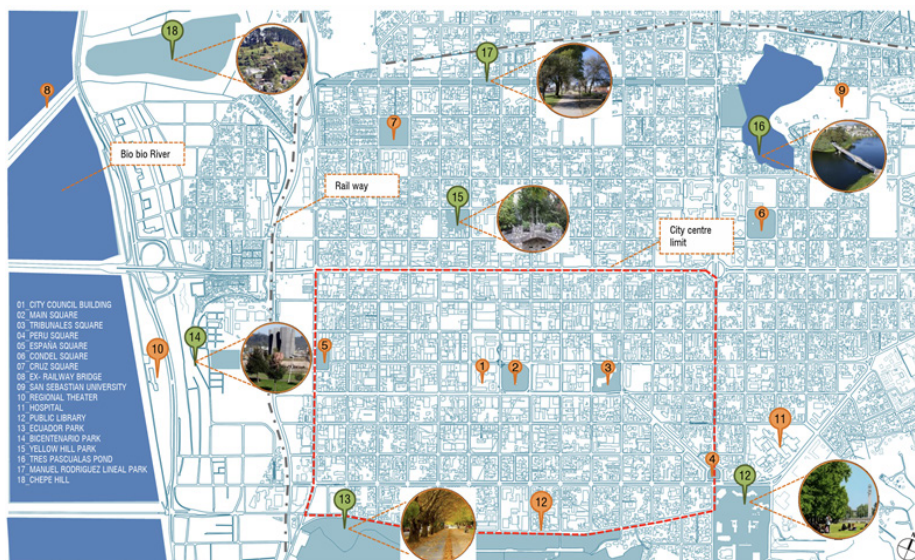 18
17
8
9
7
16
Bio bio River
Rail way
15
6
City centre
limit
01_CITY COUNCIL BUILDING
02_MAIN SQUARE
03_TRIBUNALES SQUARE
04_PERU SQUARE
05_ESPAÑA SQUARE
06_CONDEL SQUARE
07_CRUZ SQUARE
08_EX- RAILWAY BRIDGE
09_SAN SEBASTIAN UNIVERSITY
10_REGIONAL THEATER
11_HOSPITAL
12_PUBLIC LIBRARY
13_ECUADOR PARK
14_BICENTENARIO PARK
15_YELLOW HILL PARK
16_TRES PASCUALAS POND
17_MANUEL RODRIGUEZ LINEAL PARK
18_CHEPE HILL
14
10
5
1
2
3
11
4
12
13
12